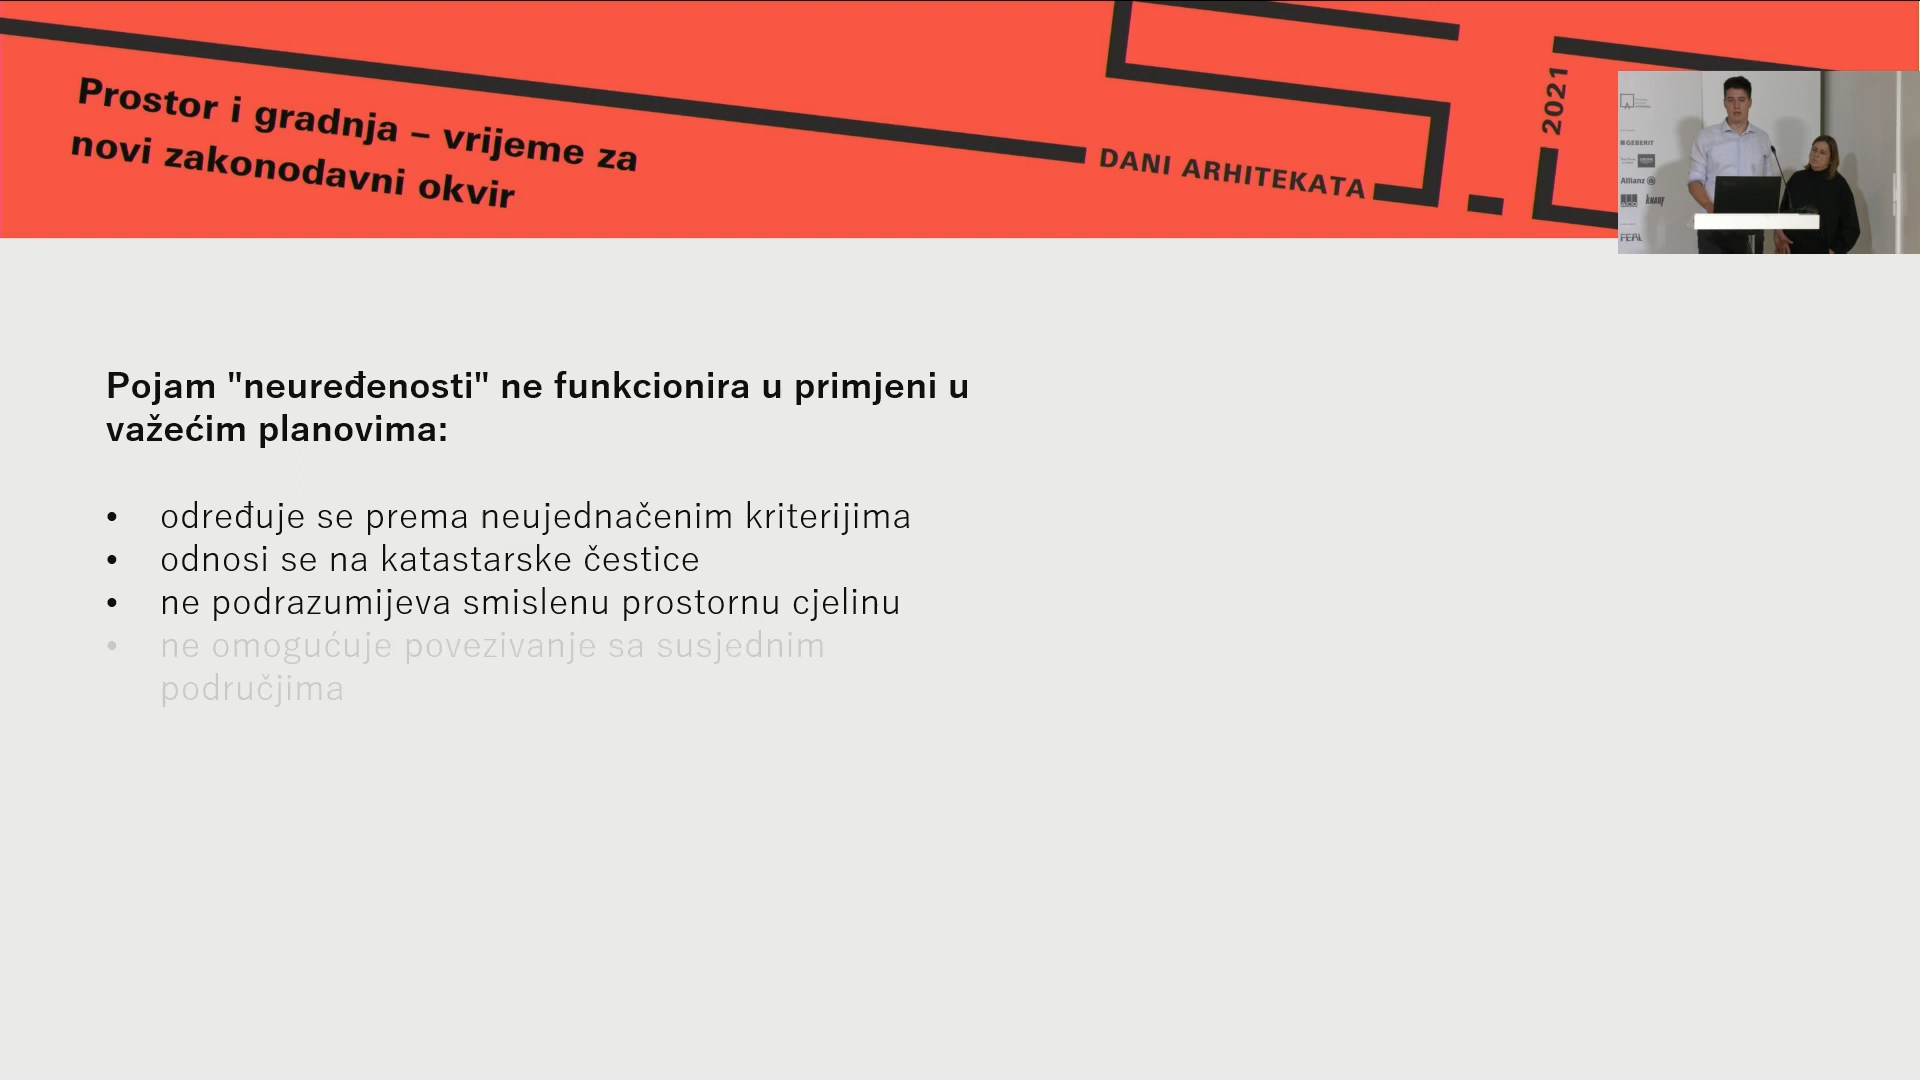 Prostor i gradnja – vrijeme za
novi zakonodavni okvir
DANI ARHITEKATA
2021
GEBERIT
Allianz
KNAUF
FEAL
Pojam "neuređenosti" ne funkcionira u primjeni u
važećim planovima:
• određuje se prema neujednačenim kriterijima
• odnosi se na katastarske čestice
• ne podrazumijeva smislenu prostornu cjelinu
• ne omogućuje povezivanje sa susjednim
područjima